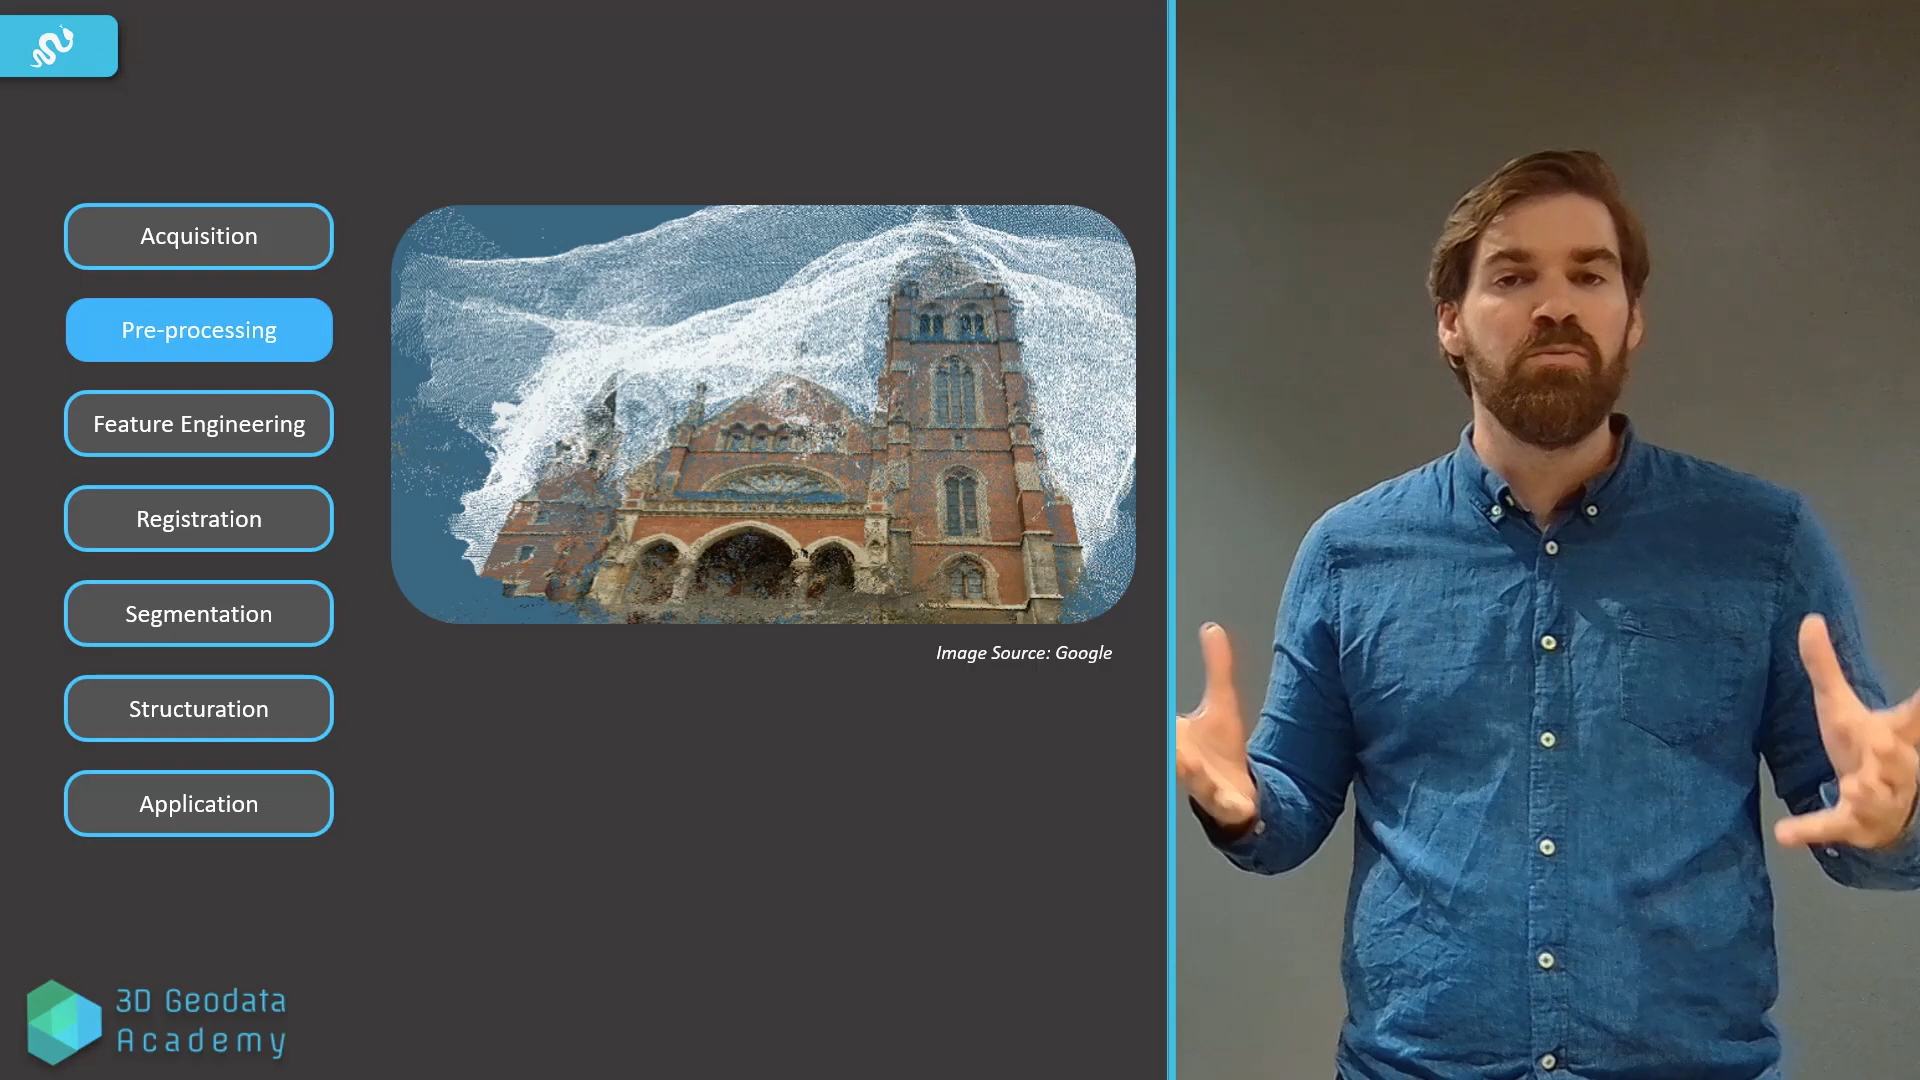 Acquisition
Pre-processing
Feature Engineering
Registration
Segmentation
Structuration
Application
Image Source: Google
3D Geodata
Academy